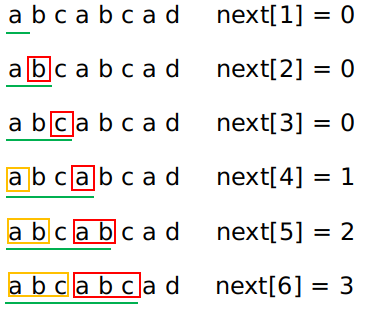 a b c a b c a d next[1] = 0
a b c a b c a d next[2] = 0
a b c a b c a d next[3] = 0
a b c a b c a d next[4] = 1
a b c a b c a d next[5] = 2
a b c a b c a d next[6] = 3